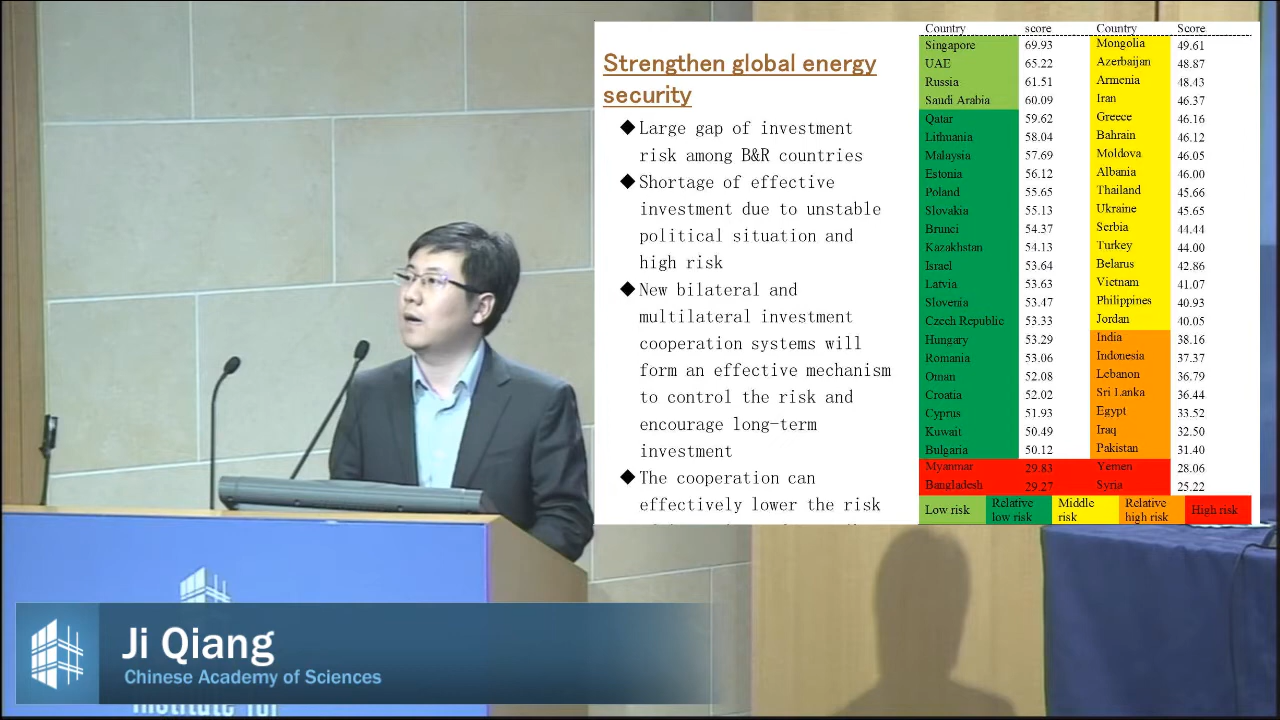 Strengthen global energy
security
◆Large gap of investment
risk among B&R countries
◆Shortage of effective
investment due to unstable
political situation and
high risk
◆New bilateral and
multilateral investment
cooperation systems will
form an effective mechanism
to control the risk and
encourage long-term
investment
◆The cooperation can
effectively lower the risk
Country score Country Score
Singapore 69.93 Mongolia 49.61
UAE 65.22 Azerbaijan 48.87
Russia 61.51 Armenia 48.43
Saudi Arabia 60.09 Iran 46.37
Qatar 59.62 Greece 46.16
Lithuania 58.04 Bahrain 46.12
Malaysia 57.69 Moldova 46.05
Estonia 56.12 Albania 46.00
Poland 55.65 Thailand 45.66
Slovakia 55.13 Ukraine 45.65
Brunei 54.37 Serbia 44.44
Kazakhstan 54.13 Turkey 44.00
Israel 53.64 Belarus 42.86
Latvia 53.63 Vietnam 41.07
Slovenia 53.47 Philippines 40.93
Czech Republic 53.33 Jordan 40.05
Hungary 53.29 India 38.16
Romania 53.06 Indonesia 37.37
Oman 52.08 Lebanon 36.79
Croatia 52.02 Sri Lanka 36.44
Cyprus 51.93 Egypt 33.52
Kuwait 50.49 Iraq 32.50
Bulgaria 50.12 Pakistan 31.40
Myanmar 29.83 Yemen 28.06
Bangladesh 29.27 Syria 25.22
Low risk Relative low risk Middle risk Relative high risk High risk
Ji Qiang
Chinese Academy of Sciences
Institute for